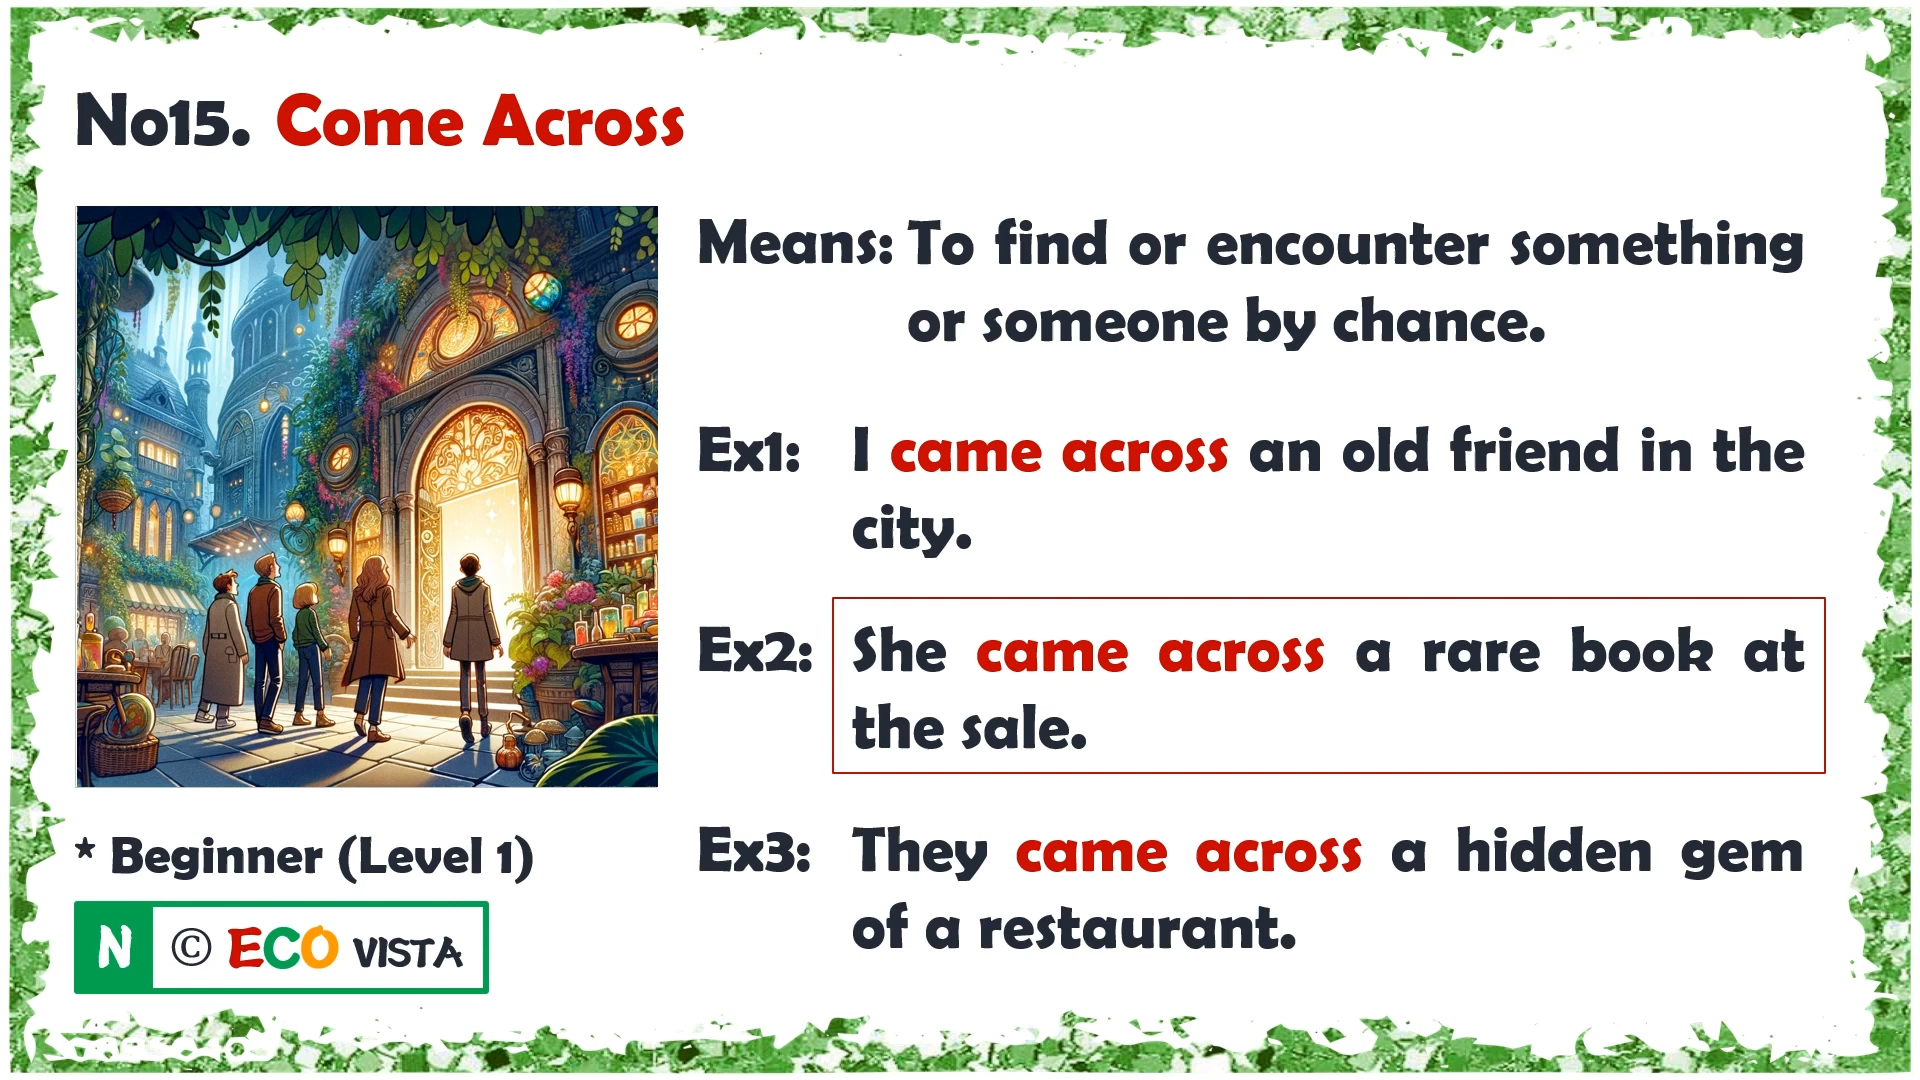 No15. Come Across
Means: To find or encounter something
or someone by chance.
Ex1: I came across an old friend in the
city.
Ex2: She came across a rare book at
the sale.
Ex3: They came across a hidden gem
of a restaurant.
* Beginner (Level 1)
N © ECO VISTA